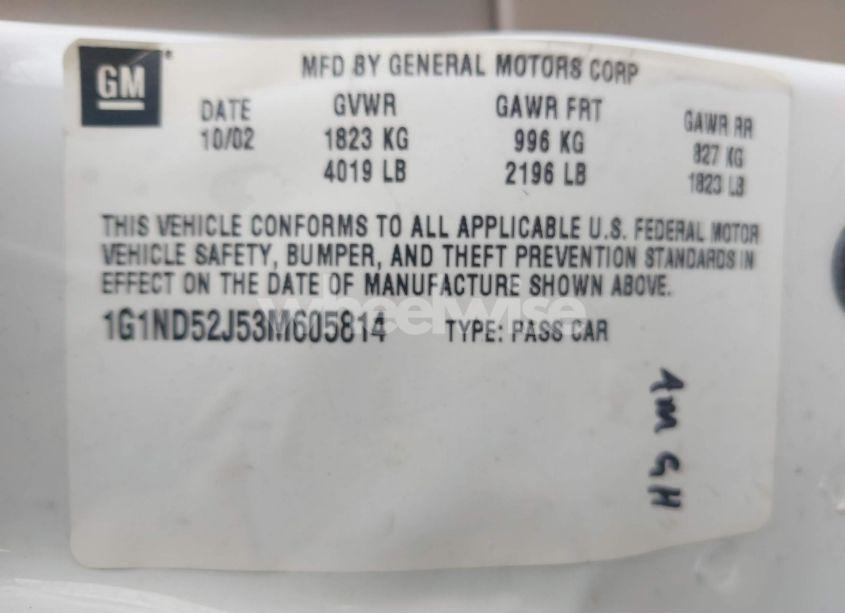 GM
MFD BY GENERAL MOTORS CORP
DATE GVWR GAWR FRT GAWR RR
10/02 1823 KG 996 KG 827 KG
4019 LB 2196 LB 1823 LB
THIS VEHICLE CONFORMS TO ALL APPLICABLE U.S. FEDERAL MOTOR
VEHICLE SAFETY, BUMPER, AND THEFT PREVENTION STANDARDS IN
EFFECT ON THE DATE OF MANUFACTURE SHOWN ABOVE.
wheelwise
1G1ND52J53M605814 TYPE: PASS CAR